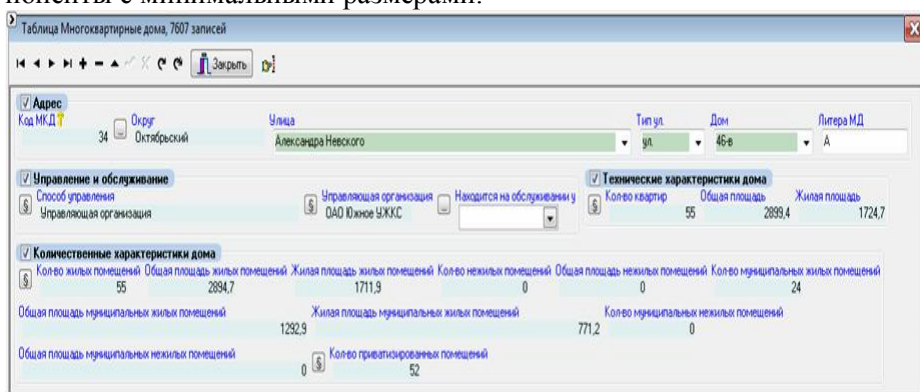 поненты с минимальными размерами.
Таблица Многоквартирные дома, 7607 записей
Закрыть
Адрес
Код МКД ? Округ Улица Тип ул. Дом Литера МД
34 ... Октябрьский Александра Невского ул. 46-в А
Управление и обслуживание Технические характеристики дома
§ Способ управления § Управляющая организация ... Находится на обслуживании у § Кол-во квартир Общая площадь Жилая площадь
Управляющая организация ОАО Южное УЖКС 55 2899,4 1724,7
Количественные характеристики дома
§ Кол-во жилых помещений Общая площадь жилых помещений Жилая площадь жилых помещений Кол-во нежилых помещений Общая площадь нежилых помещений Кол-во муниципальных жилых помещений
55 2894,7 1711,9 0 0 24
Общая площадь муниципальных жилых помещений Жилая площадь муниципальных жилых помещений Кол-во муниципальных нежилых помещений
1292,9 771,2 0
Общая площадь муниципальных нежилых помещений § Кол-во приватизированных помещений
0 52